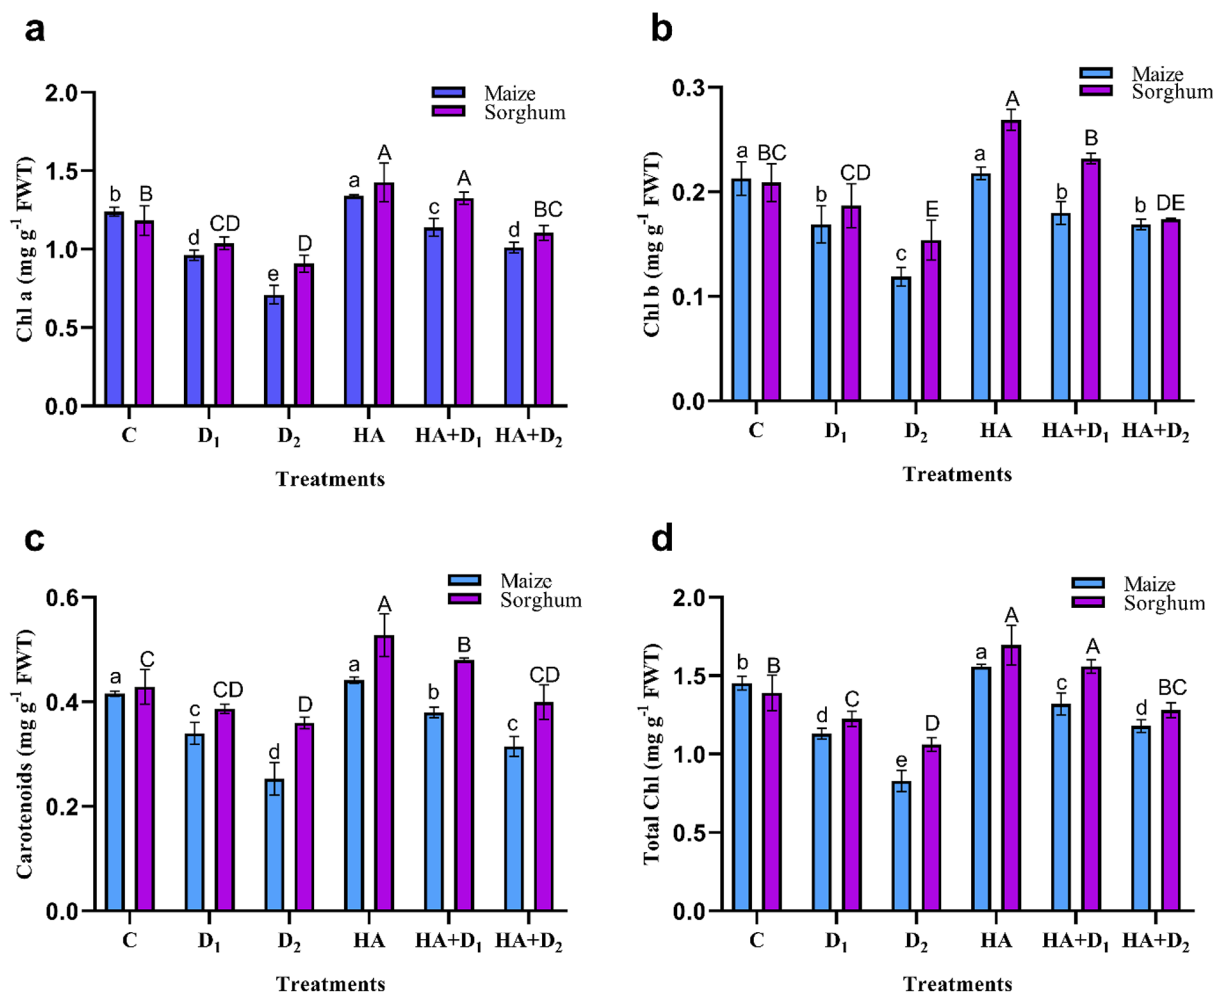 a
Maize
Sorghum
Chl a (mg g-1 FWT)
2.0
1.5
1.0
0.5
0.0
b B d CD e D a A c A d BC
C D1 D2 HA HA+D1 HA+D2
Treatments
b
Maize
Sorghum
Chl b (mg g-1 FWT)
0.3
0.2
0.1
0.0
a BC b CD c E a A b B b DE
C D1 D2 HA HA+D1 HA+D2
Treatments
c
Maize
Sorghum
Carotenoids (mg g-1 FWT)
0.6
0.4
0.2
0.0
a C c CD d D a A b B c CD
C D1 D2 HA HA+D1 HA+D2
Treatments
d
Maize
Sorghum
Total Chl (mg g-1 FWT)
2.0
1.5
1.0
0.5
0.0
b B d C e D a A c A d BC
C D1 D2 HA HA+D1 HA+D2
Treatments